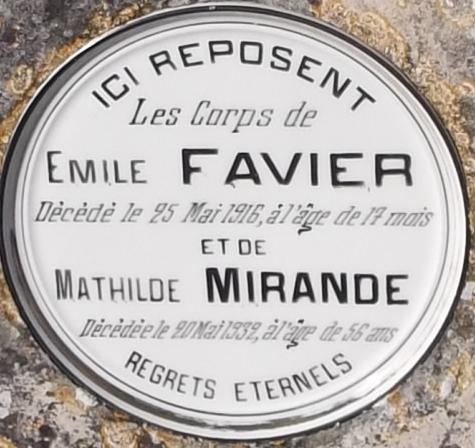 ICI REPOSENT
Les Corps de
EMILE FAVIER
Décédé le 25 Mai 1916, à l'âge de 17 mois
ET DE
MATHILDE MIRANDE
Décédée le 20 Mai 1932, à l'âge de 56 ans
REGRETS ETERNELS